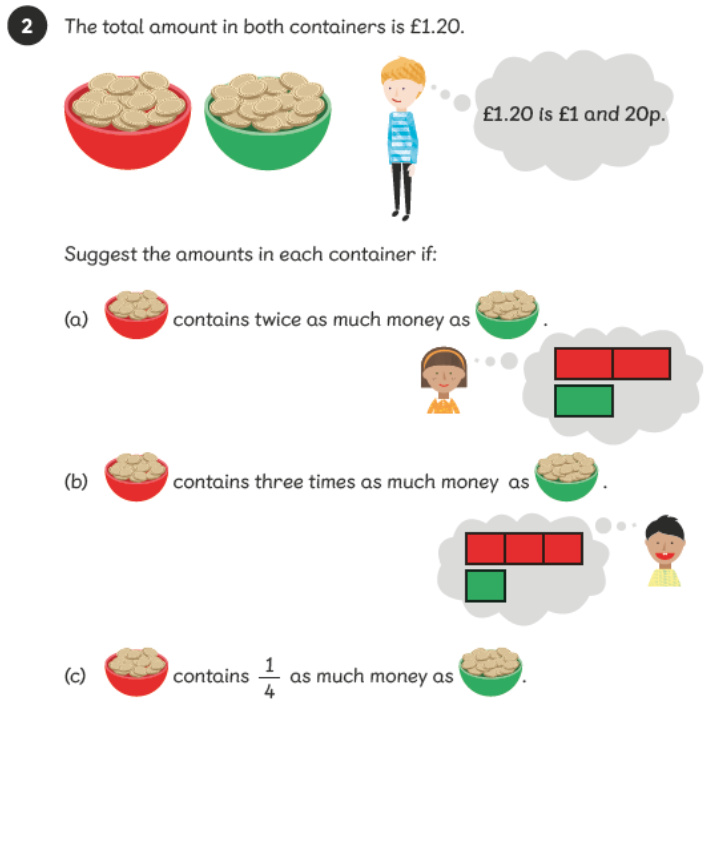 2 The total amount in both containers is £1.20.
£1.20 is £1 and 20p.
Suggest the amounts in each container if:
(a) contains twice as much money as .
(b) contains three times as much money as .
(c) contains 1/4 as much money as .